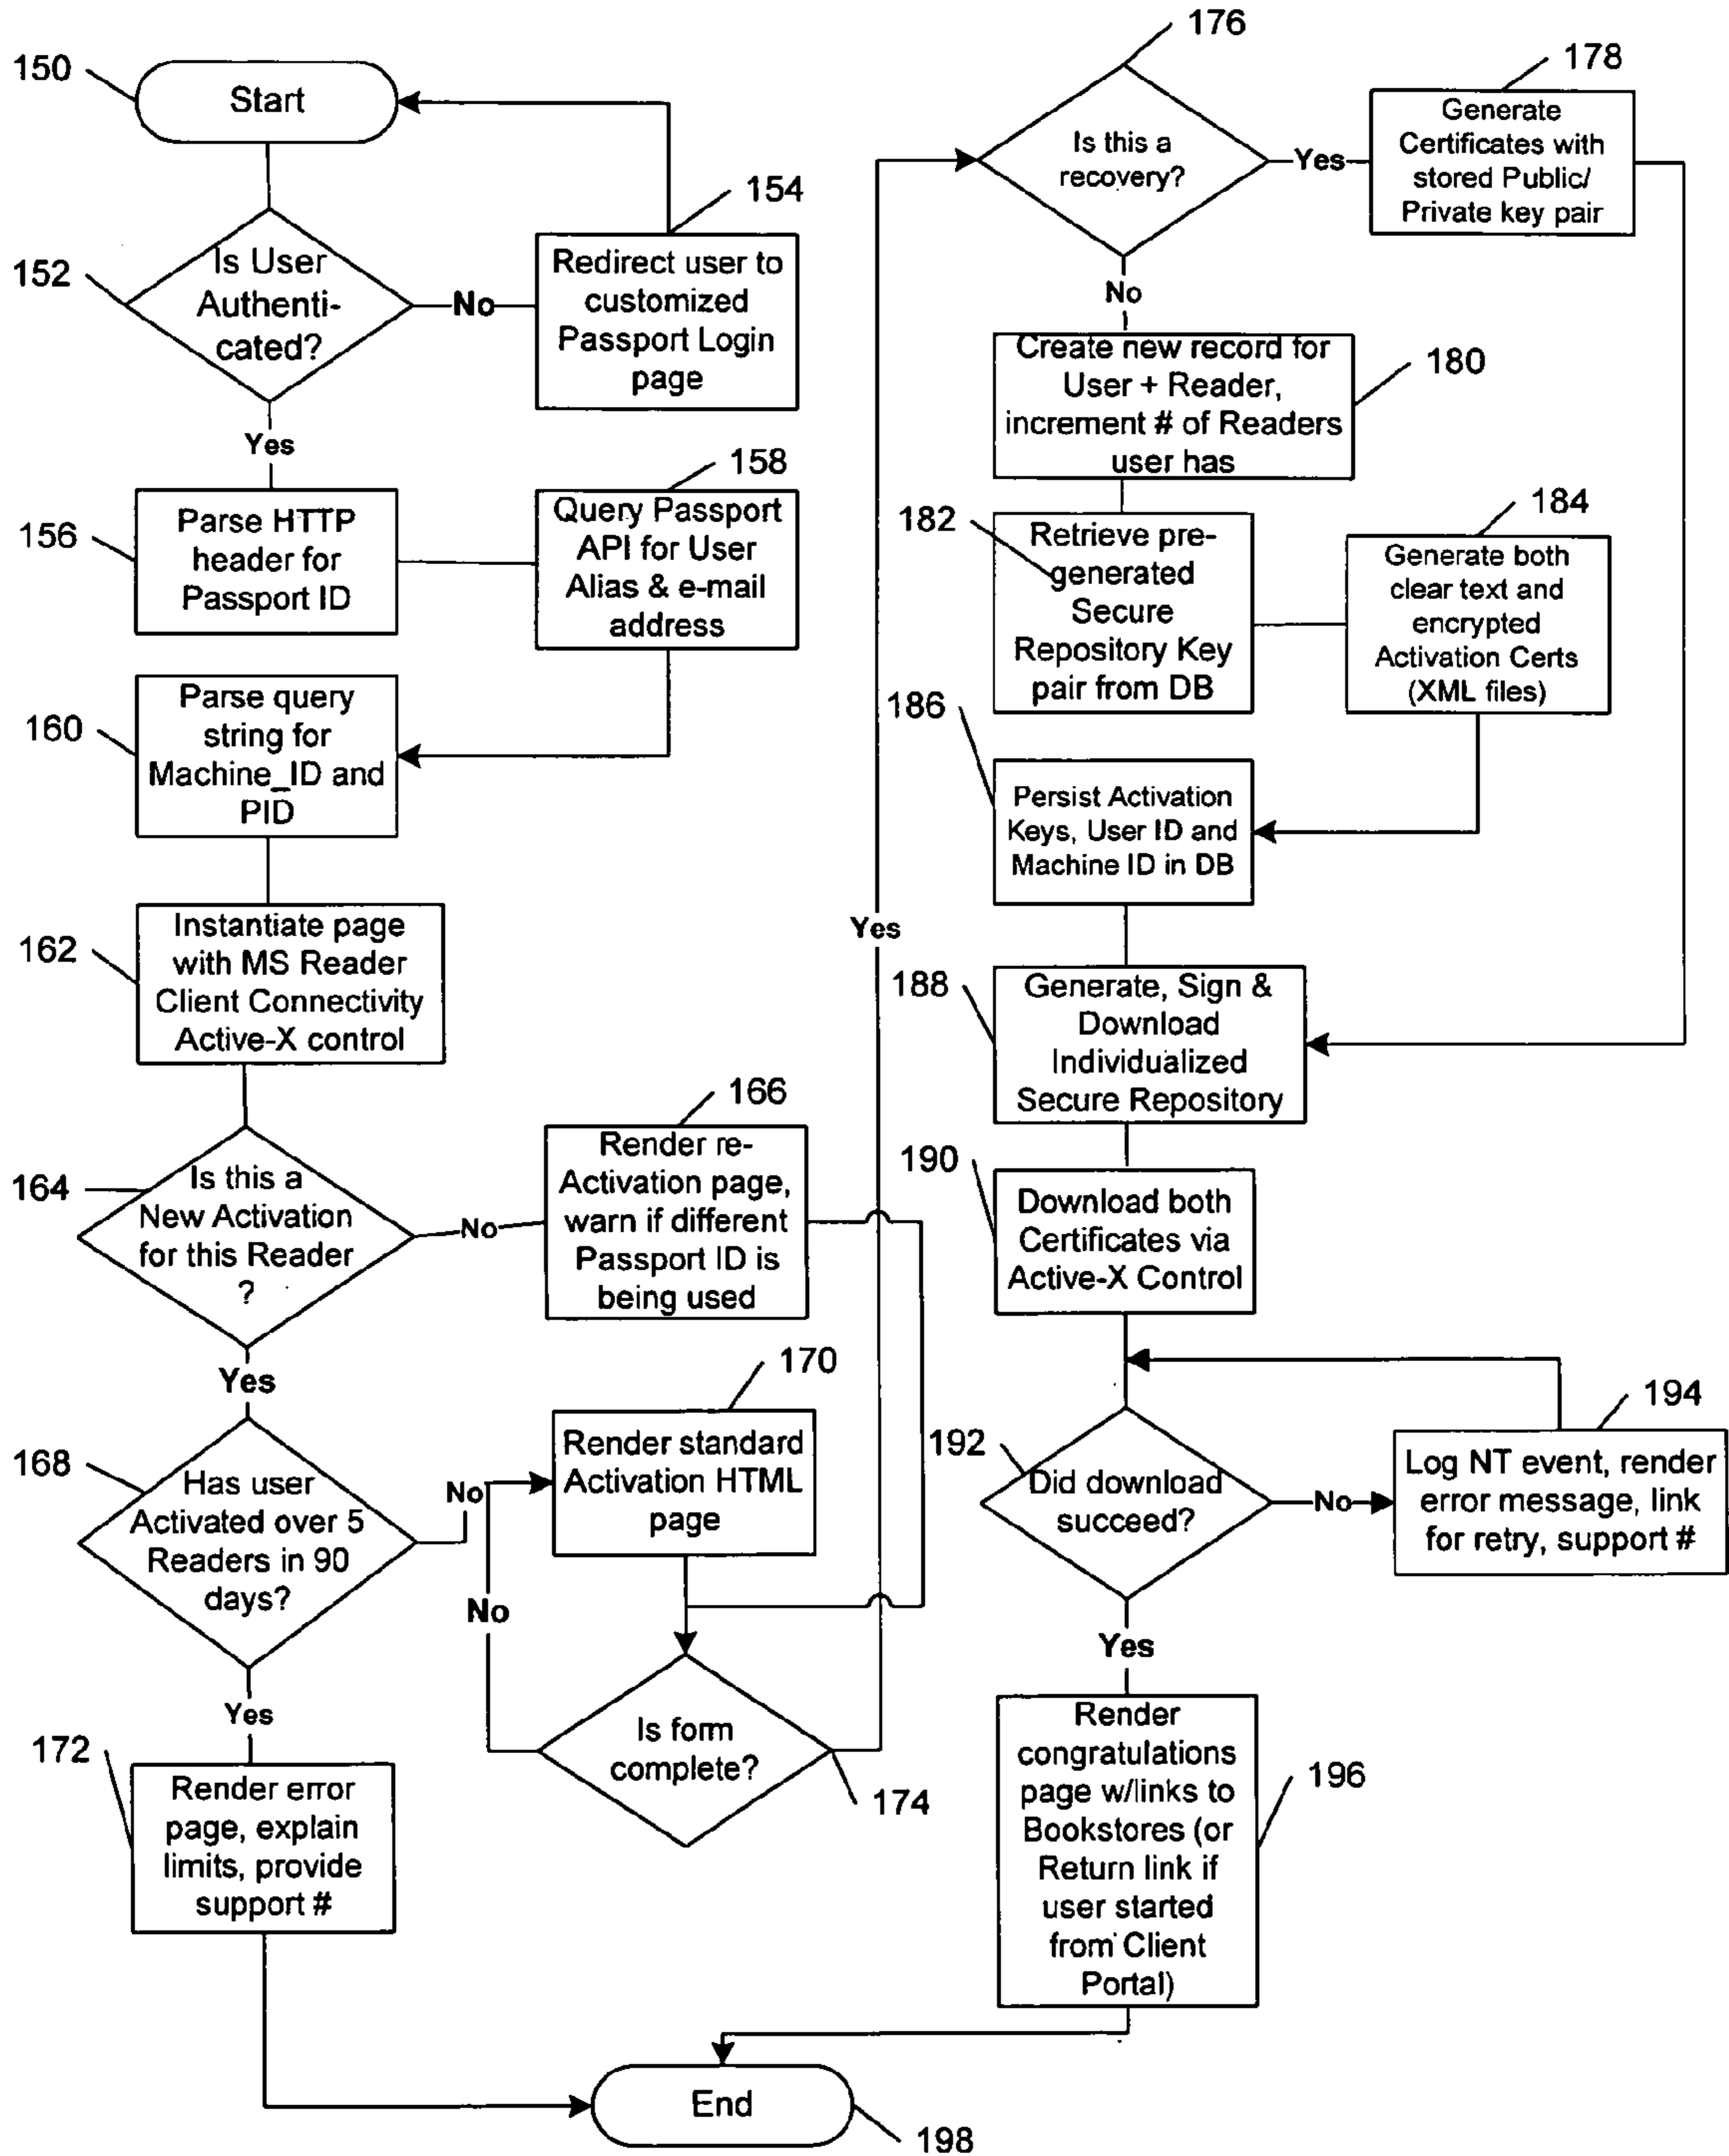 150
Start
154
152
Is User
Authenti-
cated?
No
Redirect user to
customized
Passport Login
page
Yes
158
156
Parse HTTP
header for
Passport ID
Query Passport
API for User
Alias & e-mail
address
160
Parse query
string for
Machine_ID and
PID
162
Instantiate page
with MS Reader
Client Connectivity
Active-X control
166
164
Is this a
New Activation
for this Reader
?
No
Render re-
Activation page,
warn if different
Passport ID is
being used
Yes
170
168
Has user
Activated over 5
Readers in 90
days?
No
Render standard
Activation HTML
page
No
Yes
Is form
complete?
174
Yes
172
Render error
page, explain
limits, provide
support #
176
Is this a
recovery?
Yes
178
Generate
Certificates with
stored Public/
Private key pair
No
180
Create new record for
User + Reader,
increment # of Readers
user has
182
Retrieve pre-
generated
Secure
Repository Key
pair from DB
184
Generate both
clear text and
encrypted
Activation Certs
(XML files)
186
Persist Activation
Keys, User ID and
Machine ID in DB
188
Generate, Sign &
Download
Individualized
Secure Repository
190
Download both
Certificates via
Active-X Control
192
Did download
succeed?
No
194
Log NT event, render
error message, link
for retry, support #
Yes
196
Render
congratulations
page w/links to
Bookstores (or
Return link if
user started
from Client
Portal)
End
198